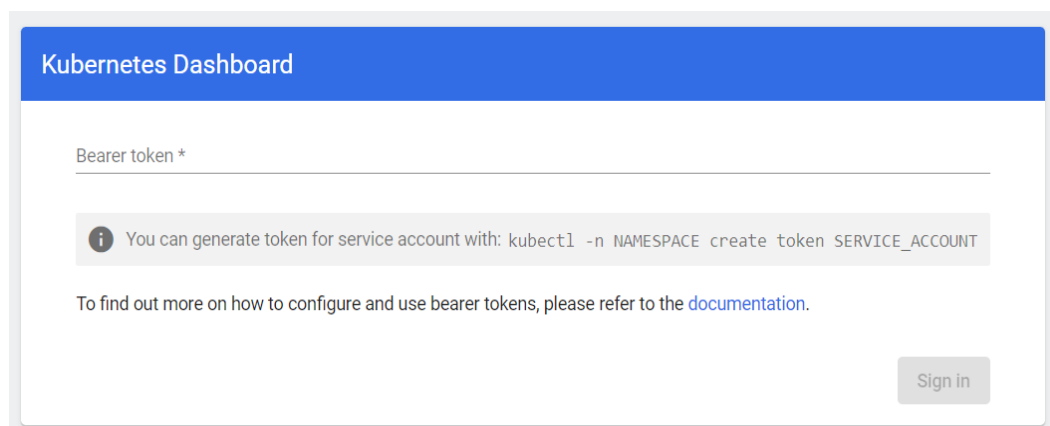 Kubernetes Dashboard
Bearer token *
You can generate token for service account with: kubectl -n NAMESPACE create token SERVICE_ACCOUNT
To find out more on how to configure and use bearer tokens, please refer to the documentation.
Sign in